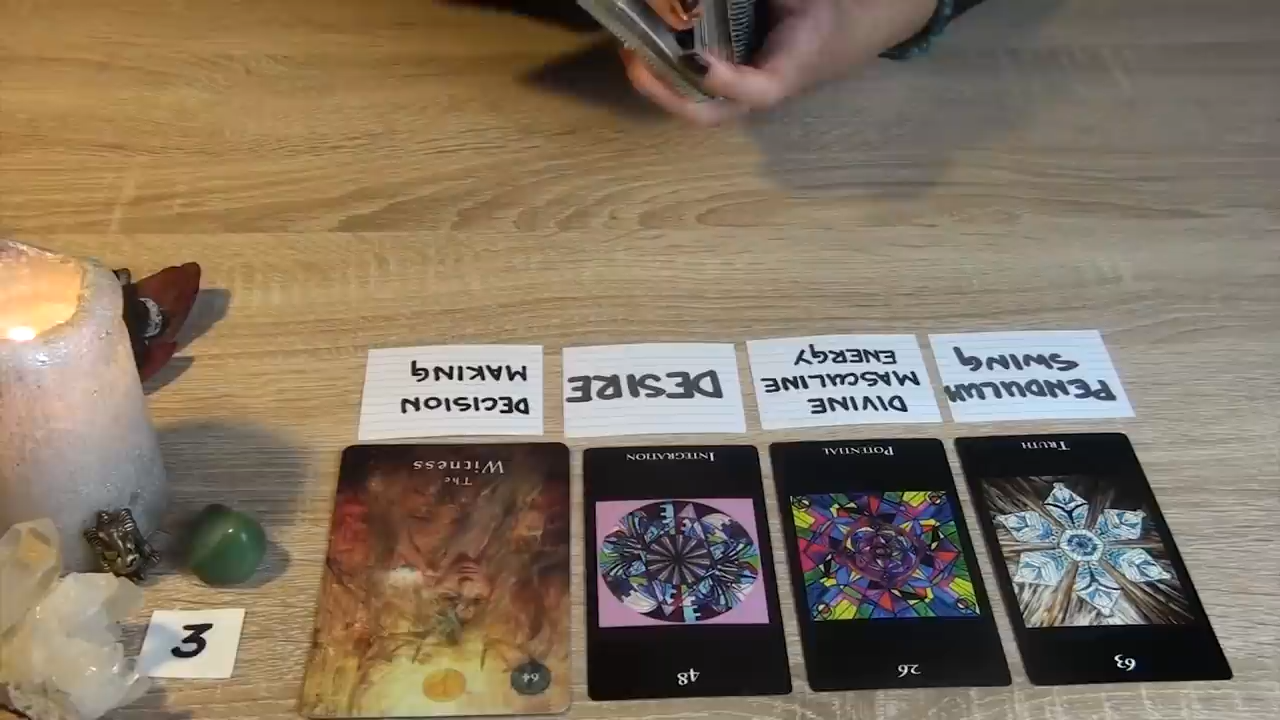 DECISION
MAKING
DESIRE
DIVINE
MASCULINE
ENERGY
PENDULUM
SWING
The
Witness
64
INTEGRATION
48
POTENTIAL
26
TRUTH
63
3